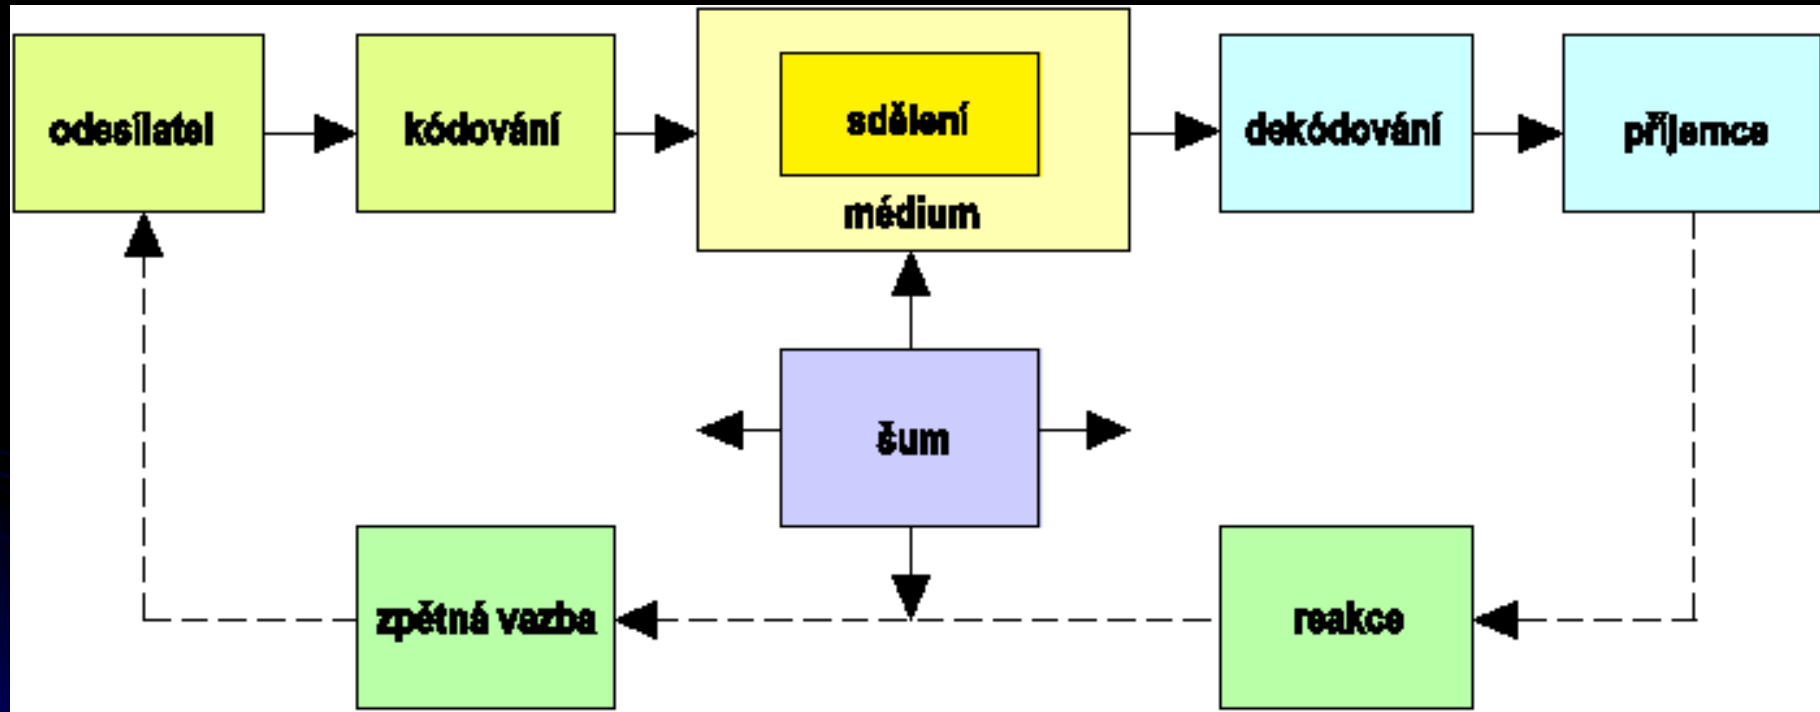 odesílatel
kódování
sdělení
médium
dekódování
příjemce
šum
zpětná vazba
reakce